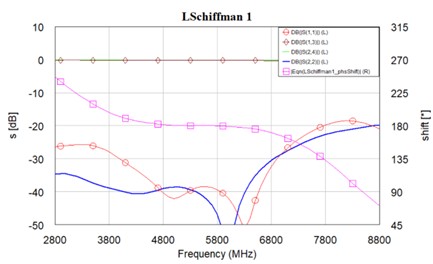 LSchiffman 1
DB(|S(1,1)|) (L)
DB(|S(1,3)|) (L)
DB(|S(2,4)|) (L)
DB(|S(2,2)|) (L)
|Eqn(LSchiffman1_phsShift)| (R)
10
0
-10
-20
-30
-40
-50
s [dB]
315
270
225
180
135
90
45
shift [°]
2800 3800 4800 5800 6800 7800 8800
Frequency (MHz)